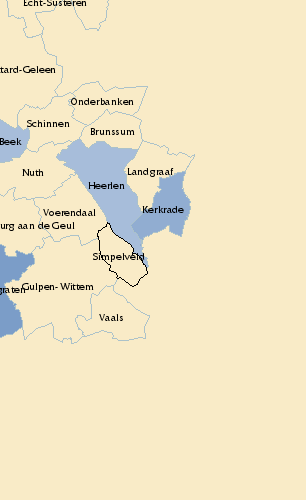 Echt-Susteren
tard-Geleen
Onderbanken
Schinnen
Brunssum
Beek
Nuth
Landgraaf
Heerlen
Voerendaal
Kerkrade
urg aan de Geul
Simpelveld
graten
Gulpen- Wittem
Vaals